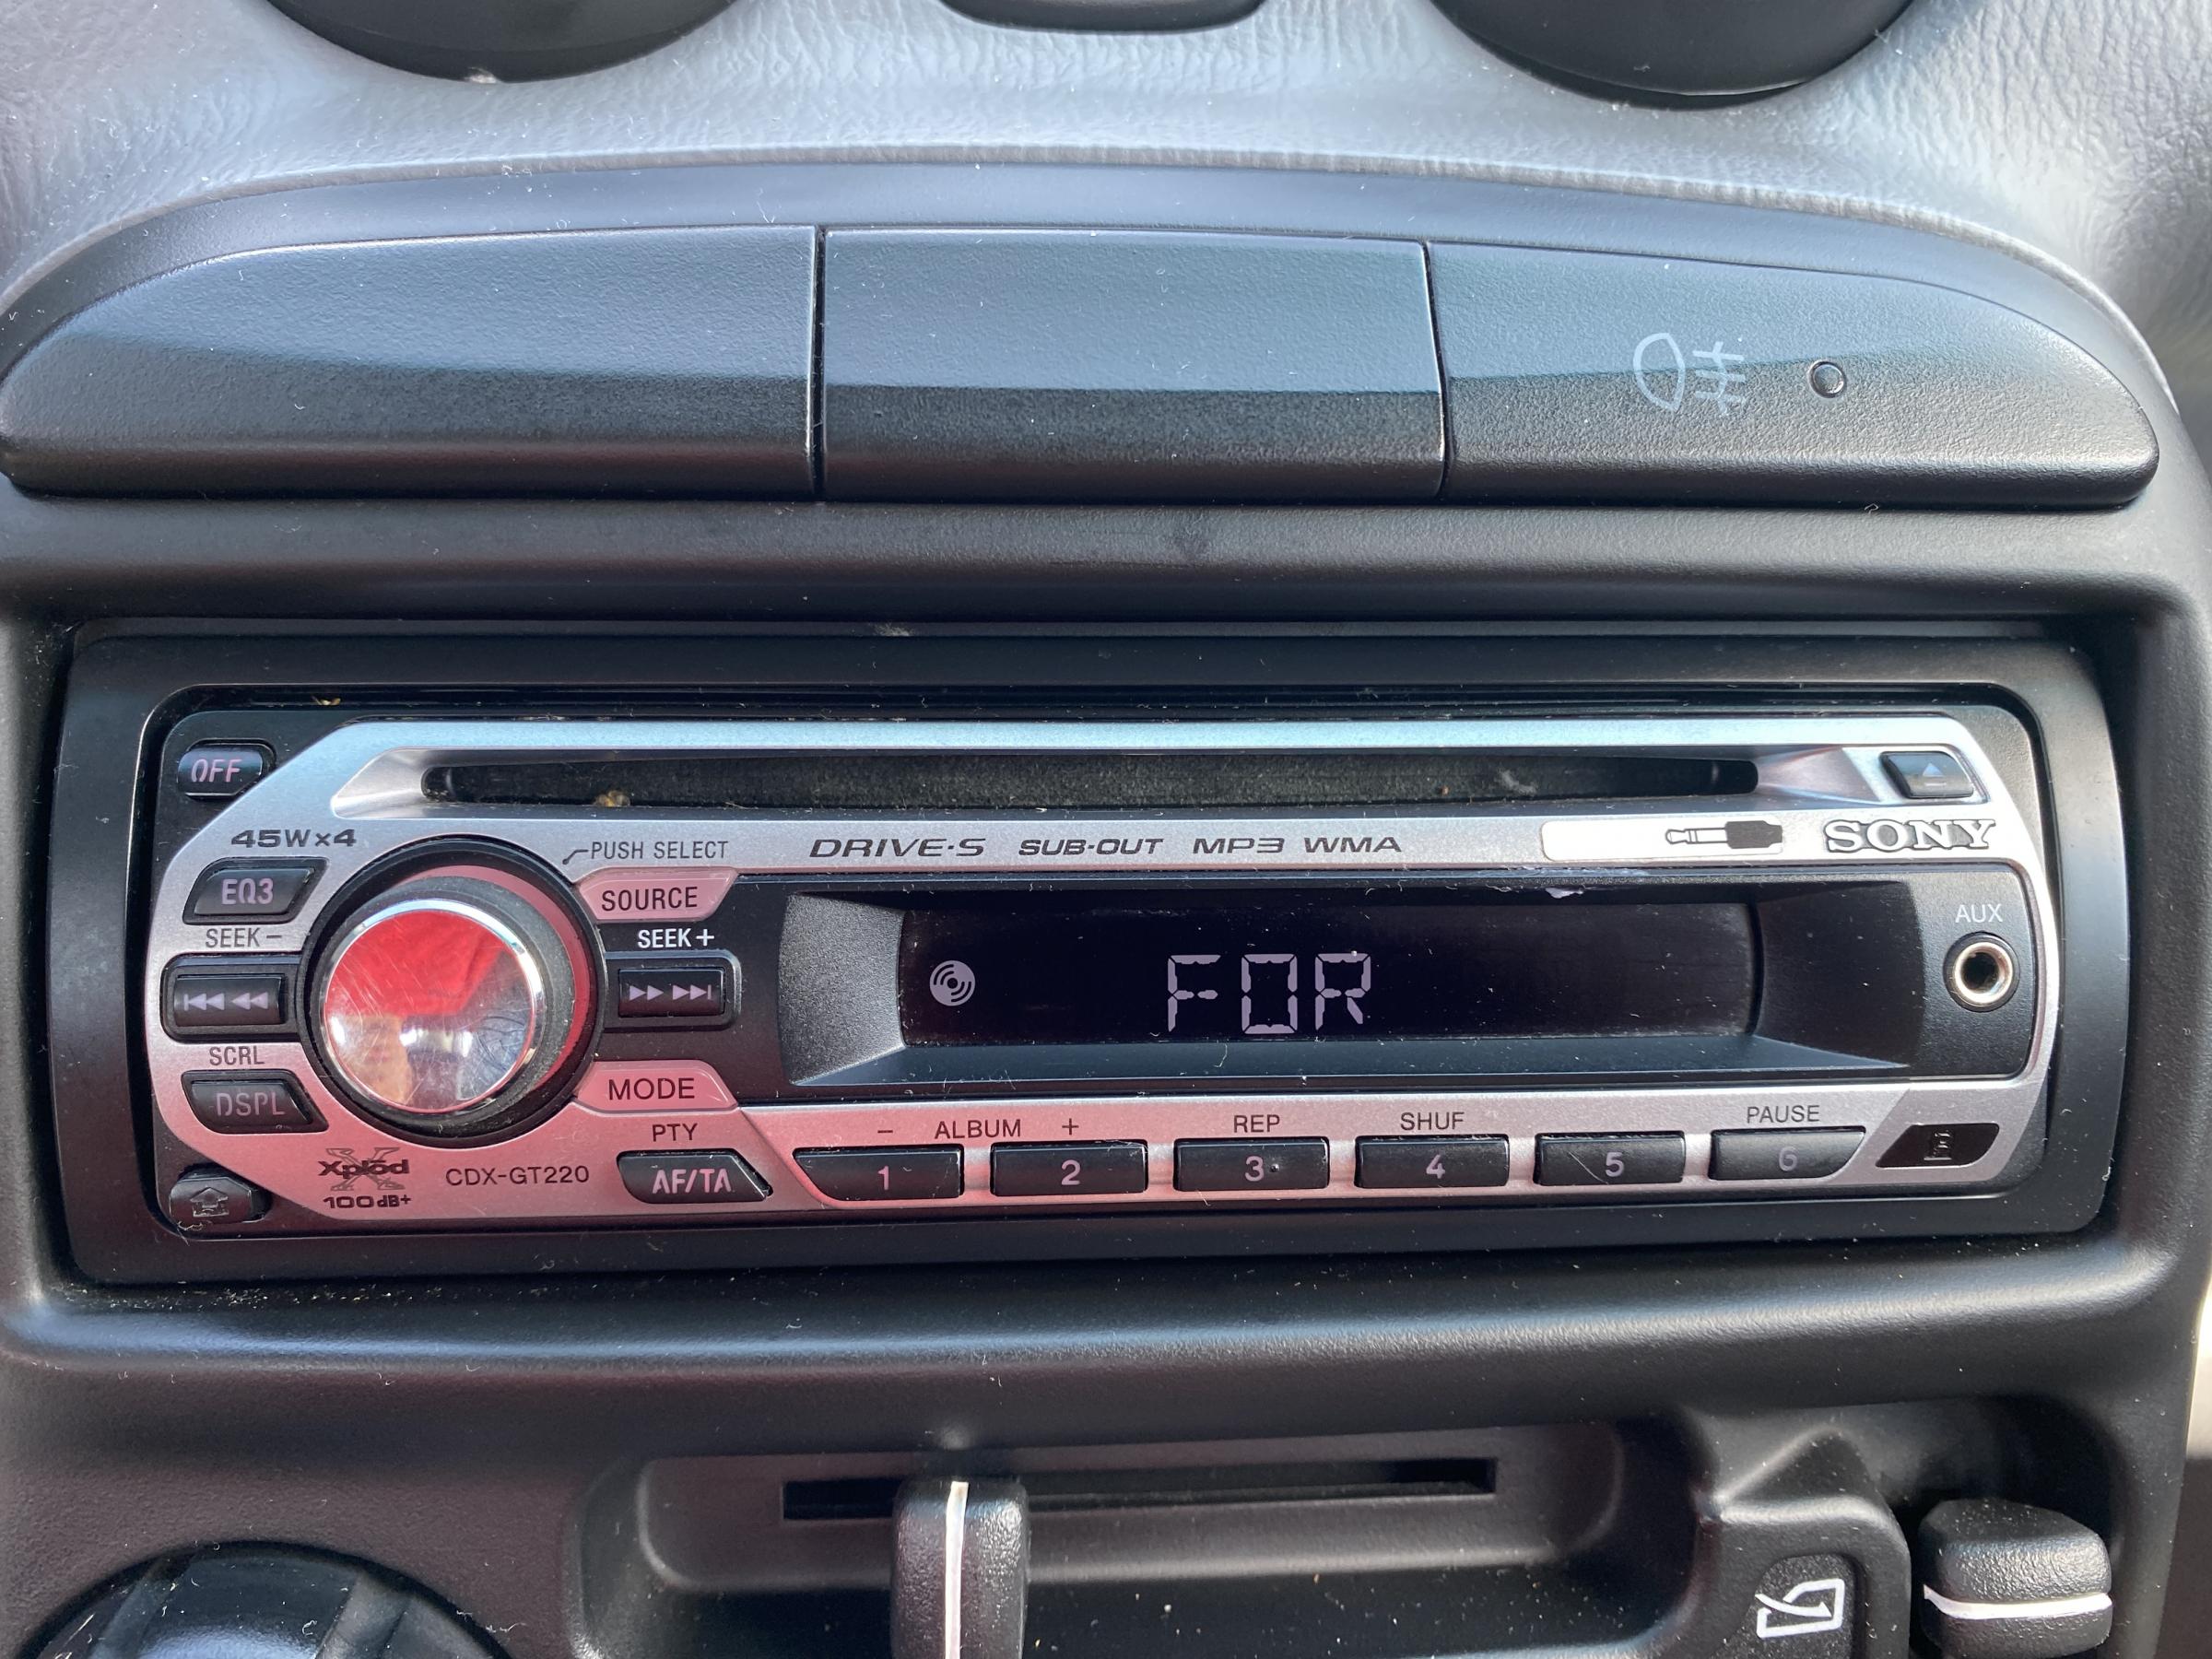 OFF
45W×4
PUSH SELECT
DRIVE·S SUB·OUT MP3 WMA
SONY
EQ3
SOURCE
SEEK−
SEEK+
AUX
FOR
SCRL
DSPL
MODE
PTY
− ALBUM +
REP
SHUF
PAUSE
Xplōd
100dB+
CDX-GT220
AF/TA
1
2
3
4
5
6